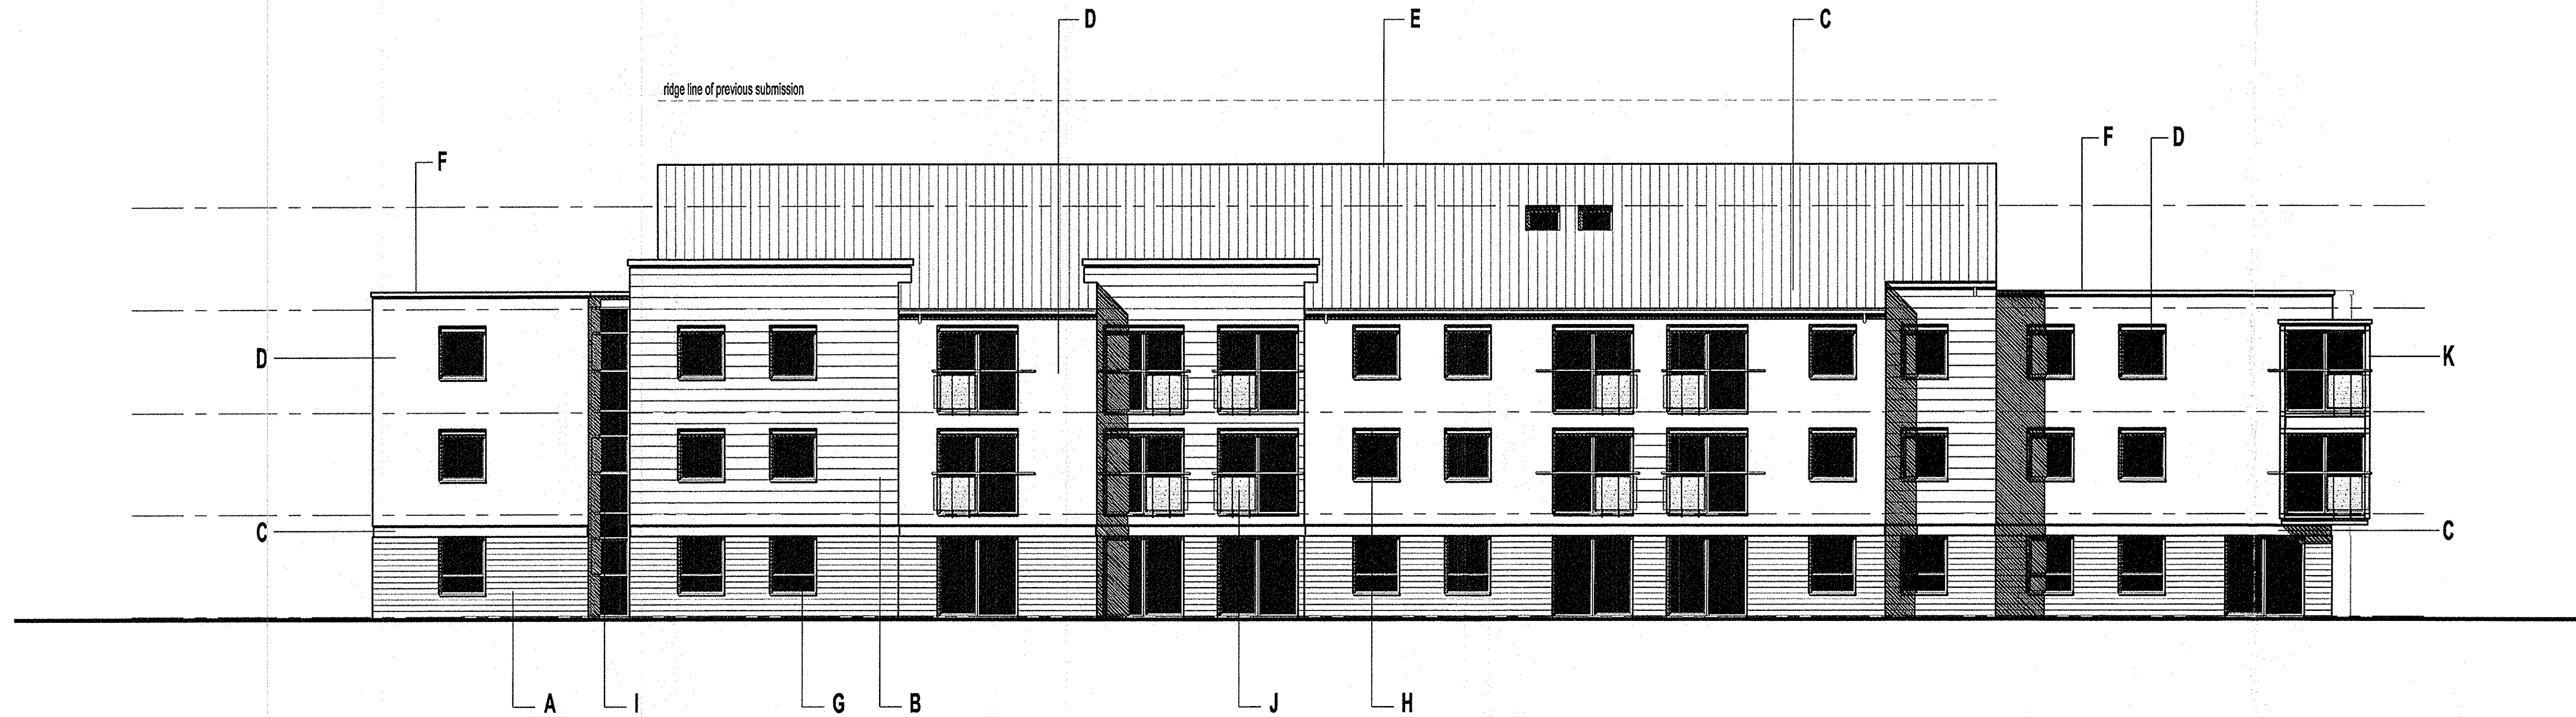 D E C
ridge line of previous submission
F F D
D K
C C
A I G B J H